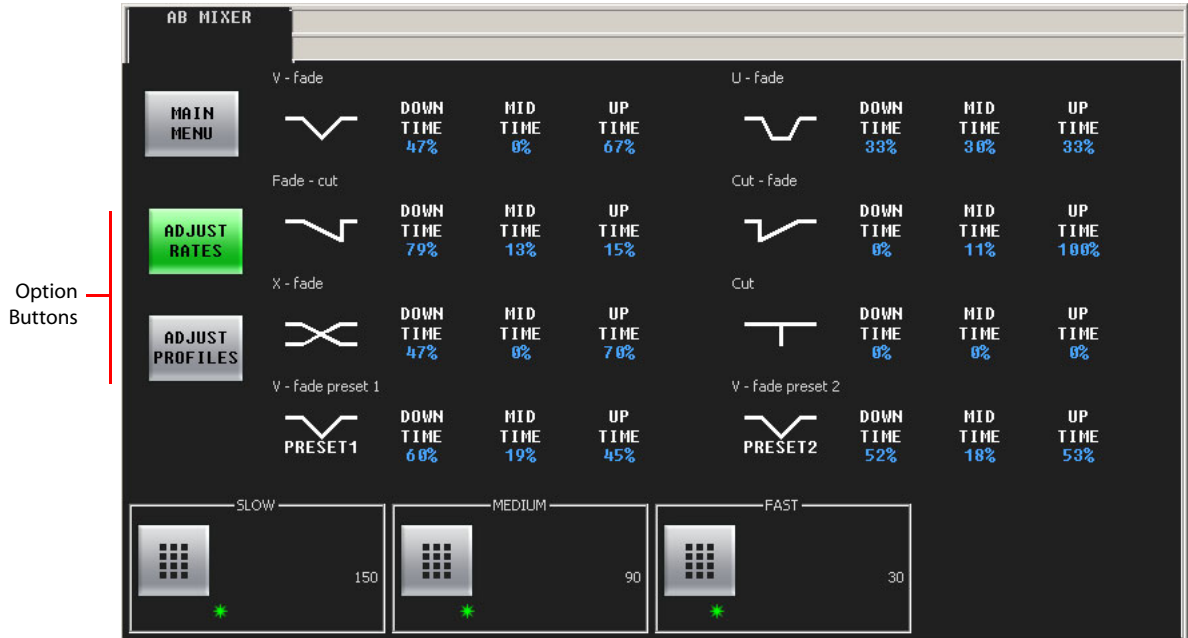 AB MIXER
MAIN
MENU
ADJUST
RATES
ADJUST
PROFILES
Option
Buttons
V - fade
DOWN
TIME
47%
MID
TIME
0%
UP
TIME
67%
U - fade
DOWN
TIME
33%
MID
TIME
30%
UP
TIME
33%
Fade - cut
DOWN
TIME
79%
MID
TIME
13%
UP
TIME
15%
Cut - fade
DOWN
TIME
0%
MID
TIME
11%
UP
TIME
100%
X - fade
DOWN
TIME
47%
MID
TIME
0%
UP
TIME
70%
Cut
DOWN
TIME
0%
MID
TIME
0%
UP
TIME
0%
V - fade preset 1
PRESET1
DOWN
TIME
60%
MID
TIME
19%
UP
TIME
45%
V - fade preset 2
PRESET2
DOWN
TIME
52%
MID
TIME
18%
UP
TIME
53%
SLOW
150
MEDIUM
90
FAST
30